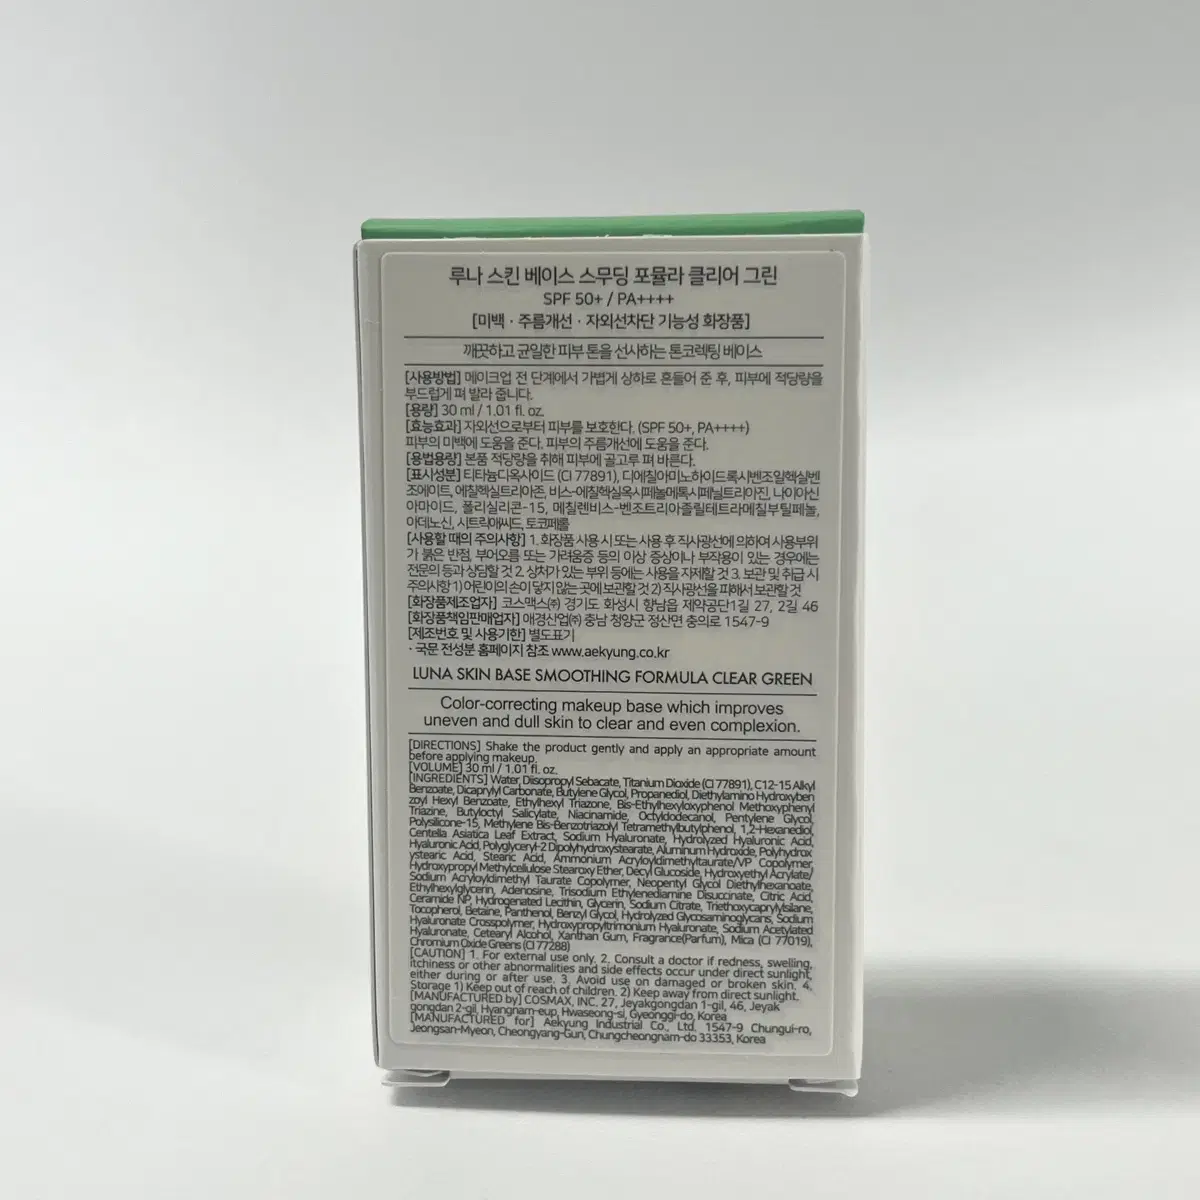 루나 스킨 베이스 스무딩 포뮬라 클리어 그린
SPF 50+ / PA++++
[미백 · 주름개선 · 자외선차단 기능성 화장품]
깨끗하고 균일한 피부 톤을 선사하는 톤코렉팅 베이스
[사용방법] 메이크업 전 단계에서 가볍게 상하로 흔들어 준 후, 피부에 적당량을
부드럽게 펴 발라 줍니다.
[용량] 30 ml / 1.01 fl. oz.
[효능효과] 자외선으로부터 피부를 보호한다. (SPF 50+, PA++++)
피부의 미백에 도움을 준다. 피부의 주름개선에 도움을 준다.
[용법용량] 본품 적당량을 취해 피부에 골고루 펴 바른다.
[표시성분] 티타늄디옥사이드 (CI 77891), 디에칠아미노하이드록시벤조일헥실벤
조에이트, 에칠헥실트리아존, 비스-에칠헥실옥시페놀메톡시페닐트리아진, 나이아신
아마이드, 폴리실리콘-15, 메칠렌비스-벤조트리아졸릴테트라메칠부틸페놀,
아데노신, 시트릭애씨드, 토코페롤
[사용할 때의 주의사항] 1. 화장품 사용 시 또는 사용 후 직사광선에 의하여 사용부위
가 붉은 반점, 부어오름 또는 가려움증 등의 이상 증상이나 부작용이 있는 경우에는
전문의 등과 상담할 것 2. 상처가 있는 부위 등에는 사용을 자제할 것 3. 보관 및 취급 시
주의사항 1) 어린이의 손이 닿지 않는 곳에 보관할 것 2) 직사광선을 피해서 보관할 것
[화장품제조업자] 코스맥스㈜ 경기도 화성시 향남읍 제약공단1길 27, 2길 46
[화장품책임판매업자] 애경산업㈜ 충남 청양군 정산면 충의로 1547-9
[제조번호 및 사용기한] 별도표기
· 국문 전성분 홈페이지 참조 www.aekyung.co.kr
LUNA SKIN BASE SMOOTHING FORMULA CLEAR GREEN
Color-correcting makeup base which improves
uneven and dull skin to clear and even complexion.
[DIRECTIONS] Shake the product gently and apply an appropriate amount
before applying makeup.
[VOLUME] 30 ml / 1.01 fl. oz.
[INGREDIENTS] Water, Diisopropyl Sebacate, Titanium Dioxide (CI 77891), C12-15 Alkyl
Benzoate, Dicaprylyl Carbonate, Butylene Glycol, Propanediol, Diethylamino Hydroxyben
zoyl Hexyl Benzoate, Ethylhexyl Triazone, Bis-Ethylhexyloxyphenol Methoxyphenyl
Triazine, Butyloctyl Salicylate, Niacinamide, Octyldodecanol, Pentylene Glycol,
Polysilicone-15, Methylene Bis-Benzotriazolyl Tetramethylbutylphenol, 1,2-Hexanediol,
Centella Asiatica Leaf Extract, Sodium Hyaluronate, Hydrolyzed Hyaluronic Acid,
Hyaluronic Acid, Polyglyceryl-2 Dipolyhydroxystearate, Aluminum Hydroxide, Polyhydrox
ystearic Acid, Stearic Acid, Ammonium Acryloyldimethyltaurate/VP Copolymer,
Hydroxypropyl Methylcellulose Stearoxy Ether, Decyl Glucoside, Hydroxyethyl Acrylate/
Sodium Acryloyldimethyl Taurate Copolymer, Neopentyl Glycol Diethylhexanoate,
Ethylhexylglycerin, Adenosine, Trisodium Ethylenediamine Disuccinate, Citric Acid,
Ceramide NP, Hydrogenated Lecithin, Glycerin, Sodium Citrate, Triethoxycaprylylsilane,
Tocopherol, Betaine, Panthenol, Benzyl Glycol, Hydrolyzed Glycosaminoglycans, Sodium
Hyaluronate Crosspolymer, Hydroxypropyltrimonium Hyaluronate, Sodium Acetylated
Hyaluronate, Cetearyl Alcohol, Xanthan Gum, Fragrance(Parfum), Mica (CI 77019),
Chromium Oxide Greens (CI 77288)
[CAUTION] 1. For external use only. 2. Consult a doctor if redness, swelling,
itchiness or other abnormalities and side effects occur under direct sunlight,
either during or after use. 3. Avoid use on damaged or broken skin. 4.
Storage 1) Keep out of reach of children. 2) Keep away from direct sunlight.
[MANUFACTURED by] COSMAX, INC. 27, Jeyakgongdan 1-gil, 46, Jeyak
gongdan 2-gil, Hyangnam-eup, Hwaseong-si, Gyeonggi-do, Korea
[MANUFACTURED for] Aekyung Industrial Co., Ltd. 1547-9 Chungui-ro,
Jeongsan-Myeon, Cheongyang-Gun, Chungcheongnam-do 33353, Korea